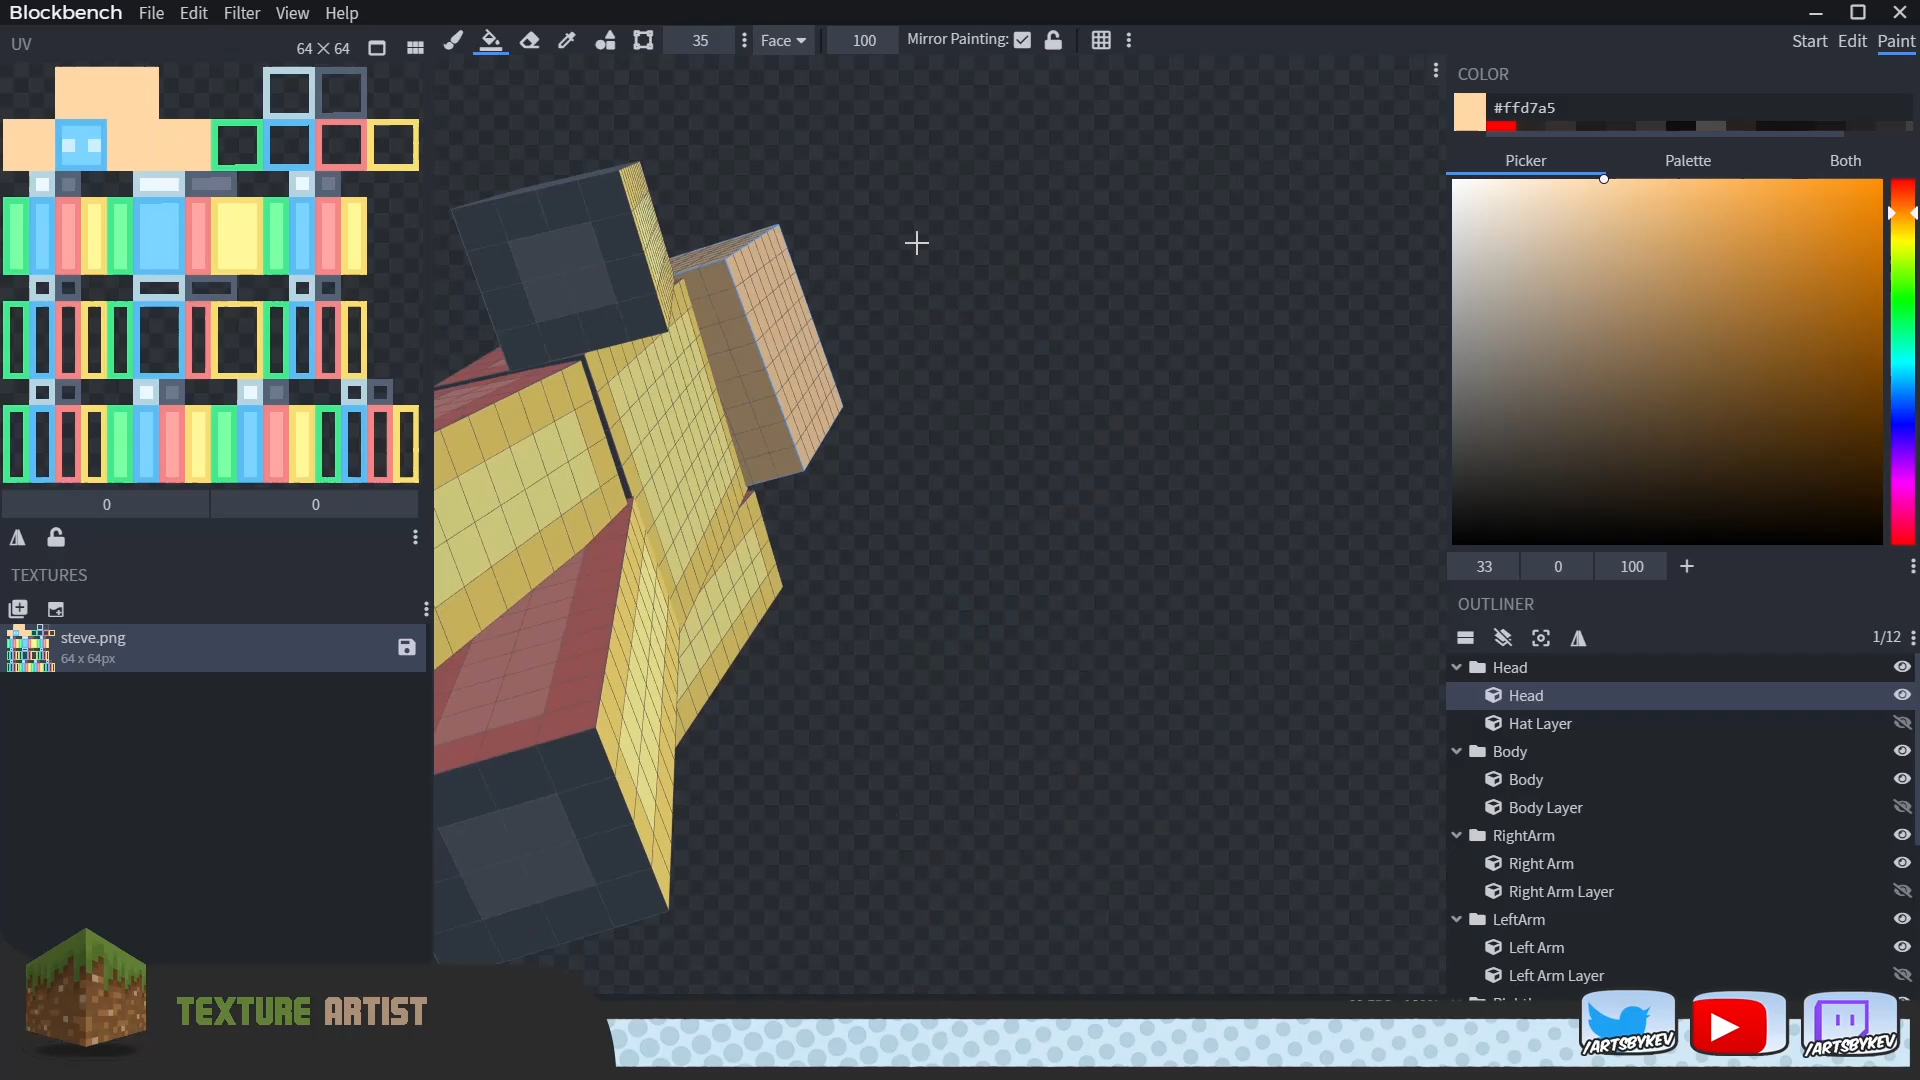 Blockbench File Edit Filter View Help
UV 64×64 35 Face 100 Mirror Painting: Start Edit Paint
COLOR
#ffd7a5
Picker Palette Both
0 0
33 0 100
TEXTURES
OUTLINER
1/12
steve.png
64 x 64px
Head
Head
Hat Layer
Body
Body
Body Layer
RightArm
Right Arm
Right Arm Layer
LeftArm
Left Arm
Left Arm Layer
TEXTURE ARTIST
/ARTSBYKEV
/ARTSBYKEV